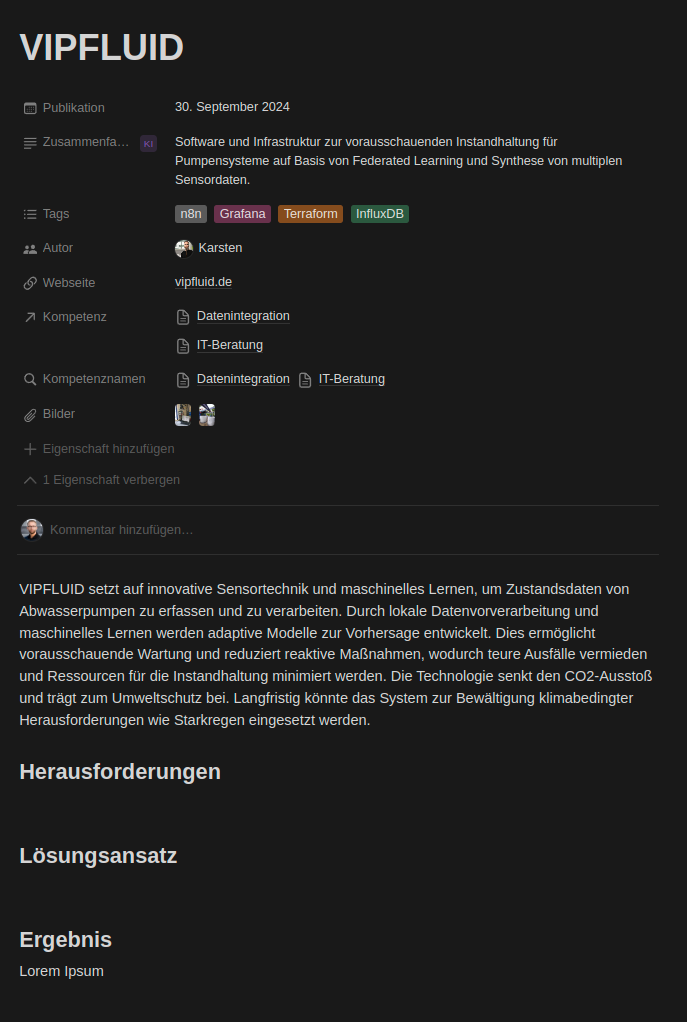 VIPFLUID
Publikation 30. September 2024
Zusammenfa... KI Software und Infrastruktur zur vorausschauenden Instandhaltung für
Pumpensysteme auf Basis von Federated Learning und Synthese von multiplen
Sensordaten.
Tags n8n Grafana Terraform InfluxDB
Autor Karsten
Webseite vipfluid.de
Kompetenz Datenintegration
IT-Beratung
Kompetenznamen Datenintegration IT-Beratung
Bilder
Eigenschaft hinzufügen
1 Eigenschaft verbergen
Kommentar hinzufügen...
VIPFLUID setzt auf innovative Sensortechnik und maschinelles Lernen, um Zustandsdaten von
Abwasserpumpen zu erfassen und zu verarbeiten. Durch lokale Datenvorverarbeitung und
maschinelles Lernen werden adaptive Modelle zur Vorhersage entwickelt. Dies ermöglicht
vorausschauende Wartung und reduziert reaktive Maßnahmen, wodurch teure Ausfälle vermieden
und Ressourcen für die Instandhaltung minimiert werden. Die Technologie senkt den CO2-Ausstoß
und trägt zum Umweltschutz bei. Langfristig könnte das System zur Bewältigung klimabedingter
Herausforderungen wie Starkregen eingesetzt werden.
Herausforderungen
Lösungsansatz
Ergebnis
Lorem Ipsum